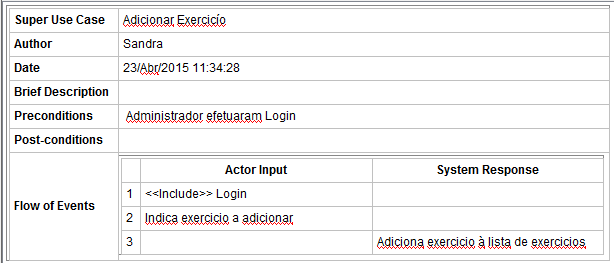 Super Use Case Adicionar Exercicío
Author Sandra
Date 23/Abr/2015 11:34:28
Brief Description
Preconditions Administrador efetuaram Login
Post-conditions
Flow of Events
Actor Input System Response
1 <<Include>> Login
2 Indica exercicio a adicionar
3 Adiciona exercicio à lista de exercicios